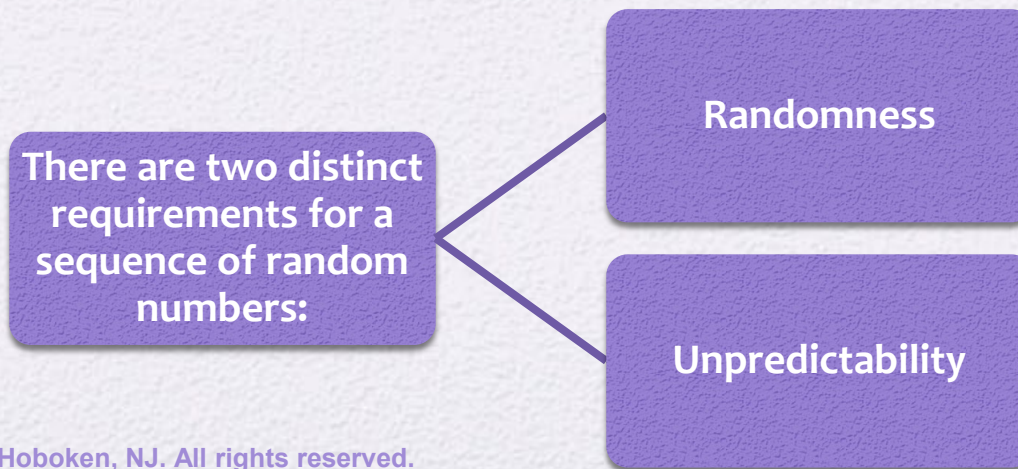 There are two distinct
requirements for a
sequence of random
numbers:
Randomness
Unpredictability
Hoboken, NJ. All rights reserved.